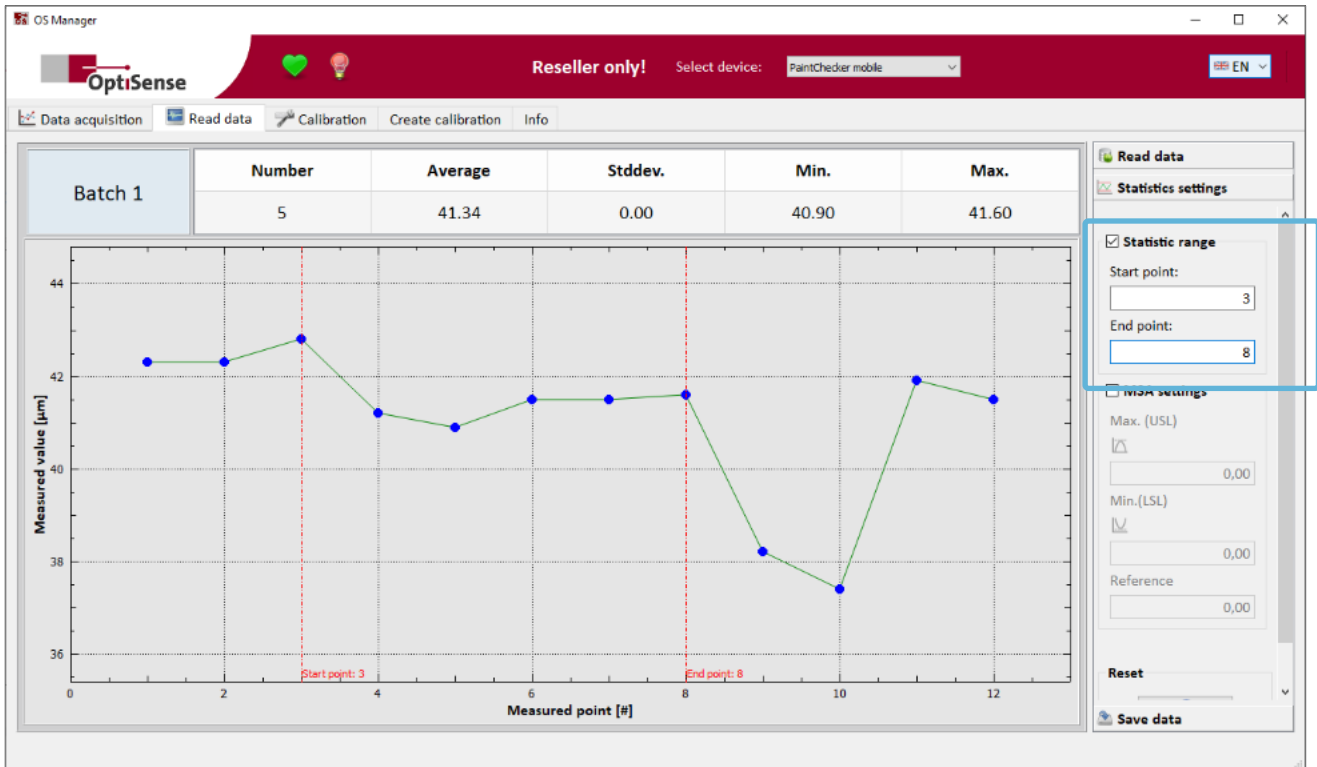 OS Manager
OptiSense
Reseller only!
Select device:
PaintChecker mobile
EN
Data acquisition
Read data
Calibration
Create calibration
Info
Batch 1
Number
Average
Stddev.
Min.
Max.
5
41.34
0.00
40.90
41.60
44
42
40
38
36
Measured value [µm]
Start point: 3
End point: 8
0
2
4
6
8
10
12
Measured point [#]
Read data
Statistics settings
Statistic range
Start point:
3
End point:
8
MSA settings
Max. (USL)
0,00
Min.(LSL)
0,00
Reference
0,00
Reset
Save data